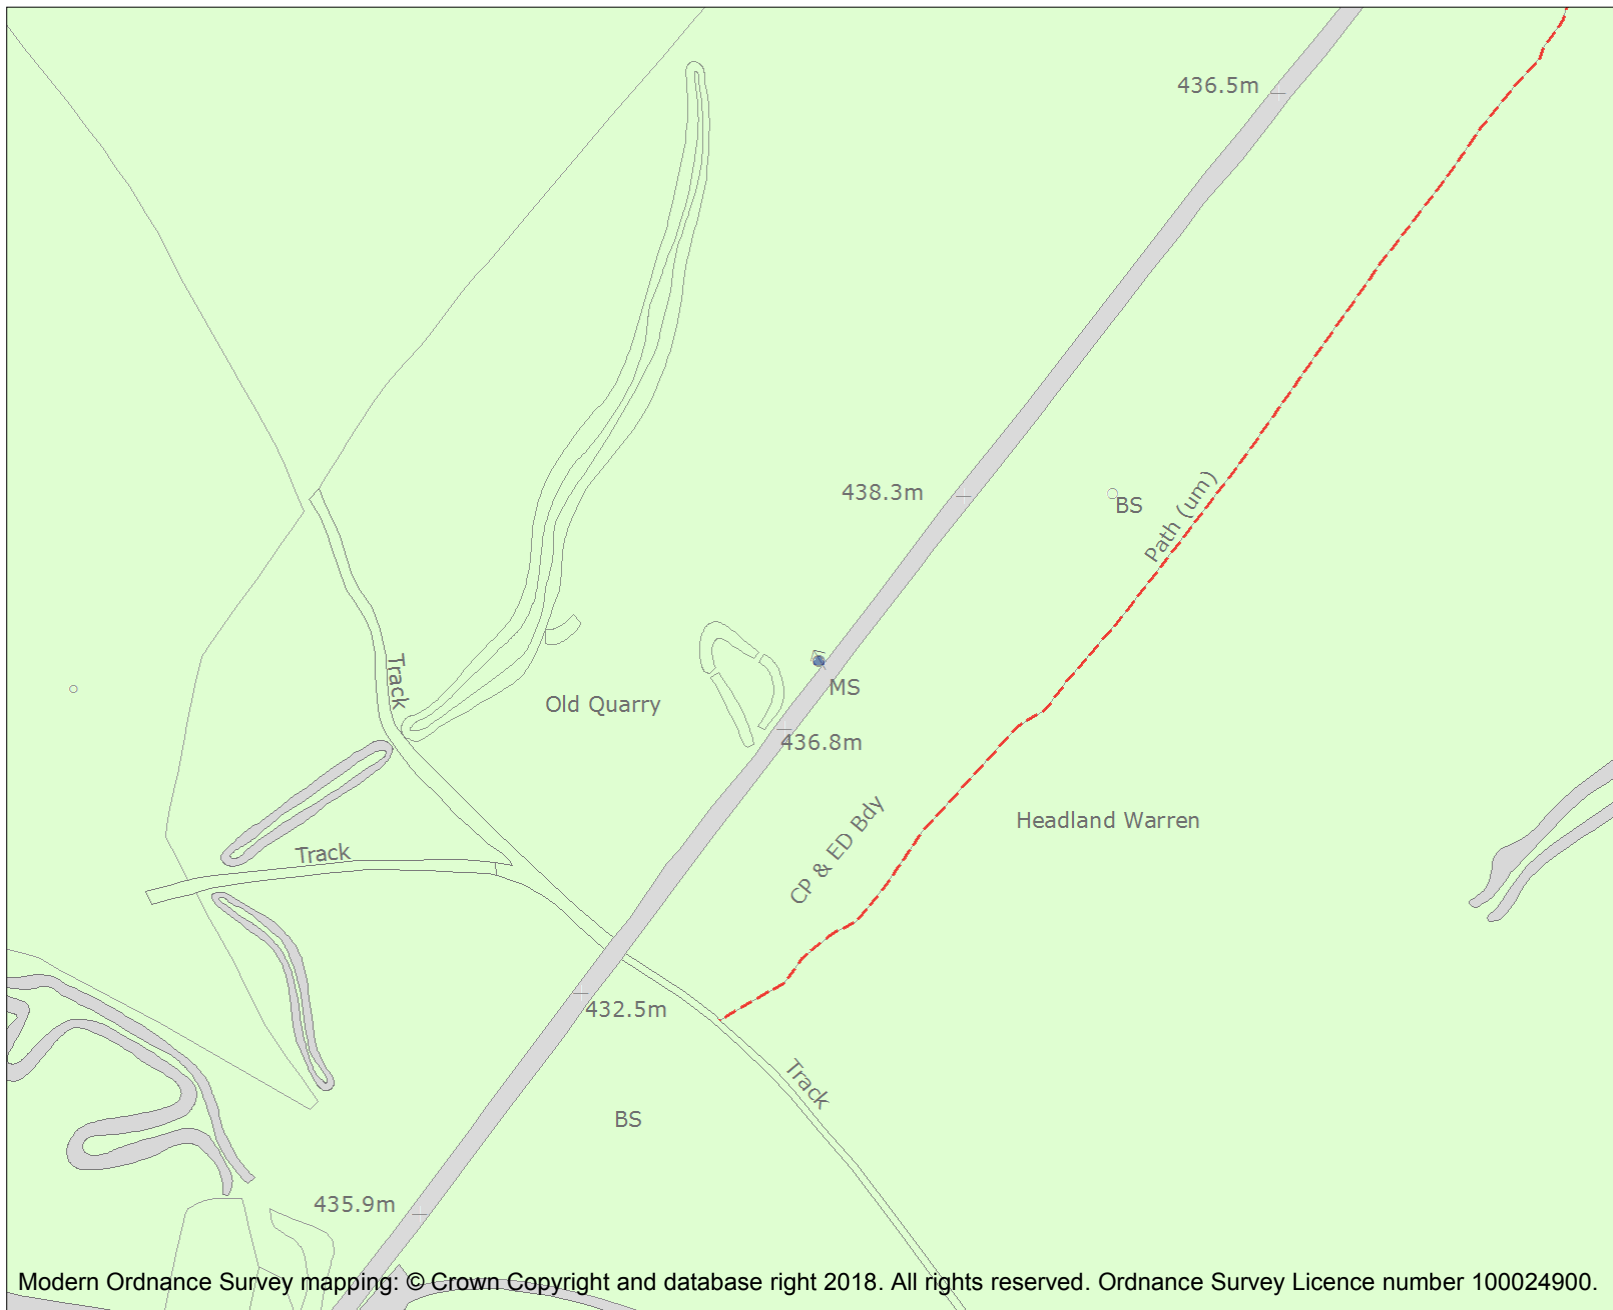 436.5m
438.3m
BS
Path (um)
Track
Old Quarry
MS
436.8m
CP & ED Bdy
Headland Warren
Track
432.5m
Track
BS
435.9m
Modern Ordnance Survey mapping: © Crown Copyright and database right 2018. All rights reserved. Ordnance Survey Licence number 100024900.